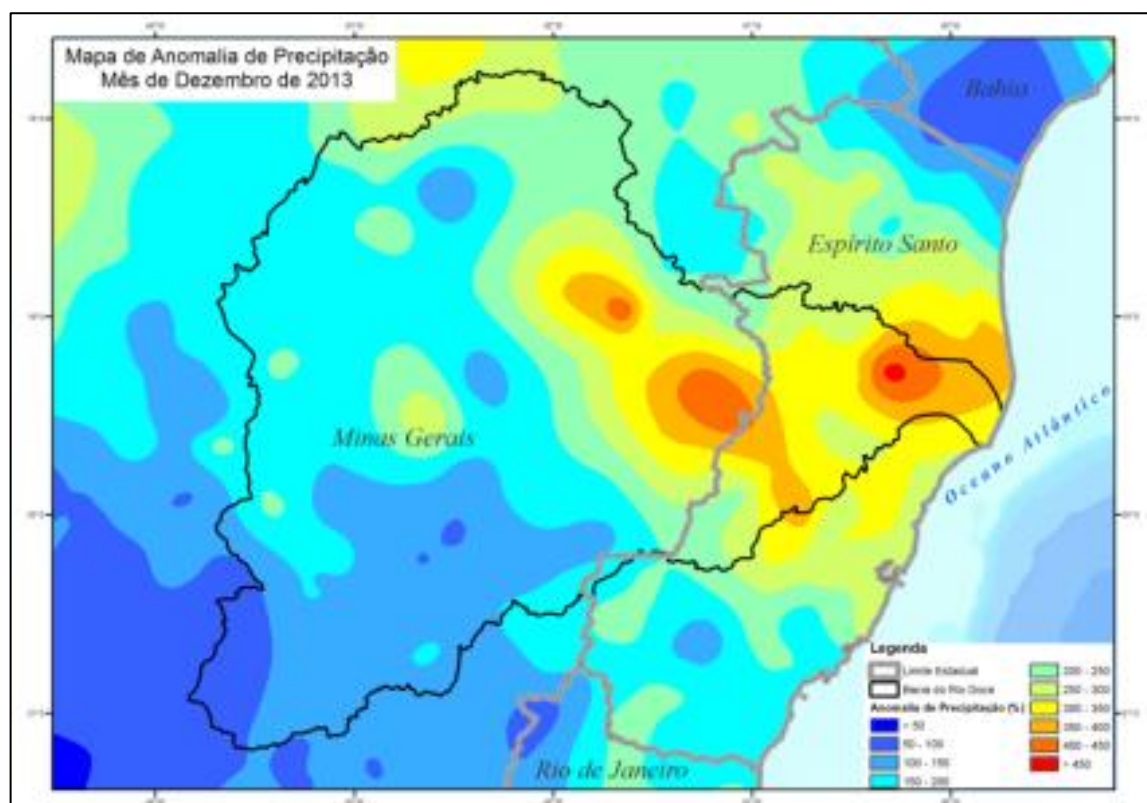 Mapa de Anomalia de Precipitação
Mês de Dezembro de 2013
Bahia
Espírito Santo
Minas Gerais
Oceano Atlântico
Rio de Janeiro
Legenda
Limite Estadual
Bacia do Rio Doce
Anomalia de Precipitação (%)
< 50
50 - 100
100 - 150
150 - 200
200 - 250
250 - 300
300 - 350
350 - 400
400 - 450
> 450